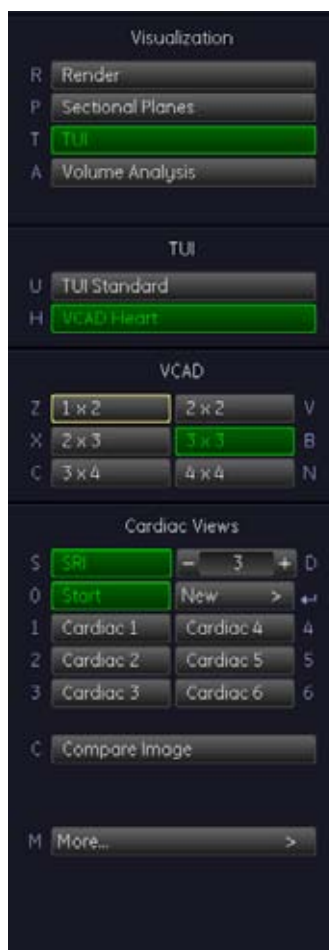 Visualization
R Render
P Sectional Planes
T TUI
A Volume Analysis
TUI
U TUI Standard
H VCAD Heart
VCAD
Z 1 x 2 2 x 2 V
X 2 x 3 3 x 3 B
C 3 x 4 4 x 4 N
Cardiac Views
S SRI - 3 + D
0 Start New > ↵
1 Cardiac 1 Cardiac 4 4
2 Cardiac 2 Cardiac 5 5
3 Cardiac 3 Cardiac 6 6
C Compare Image
M More... >